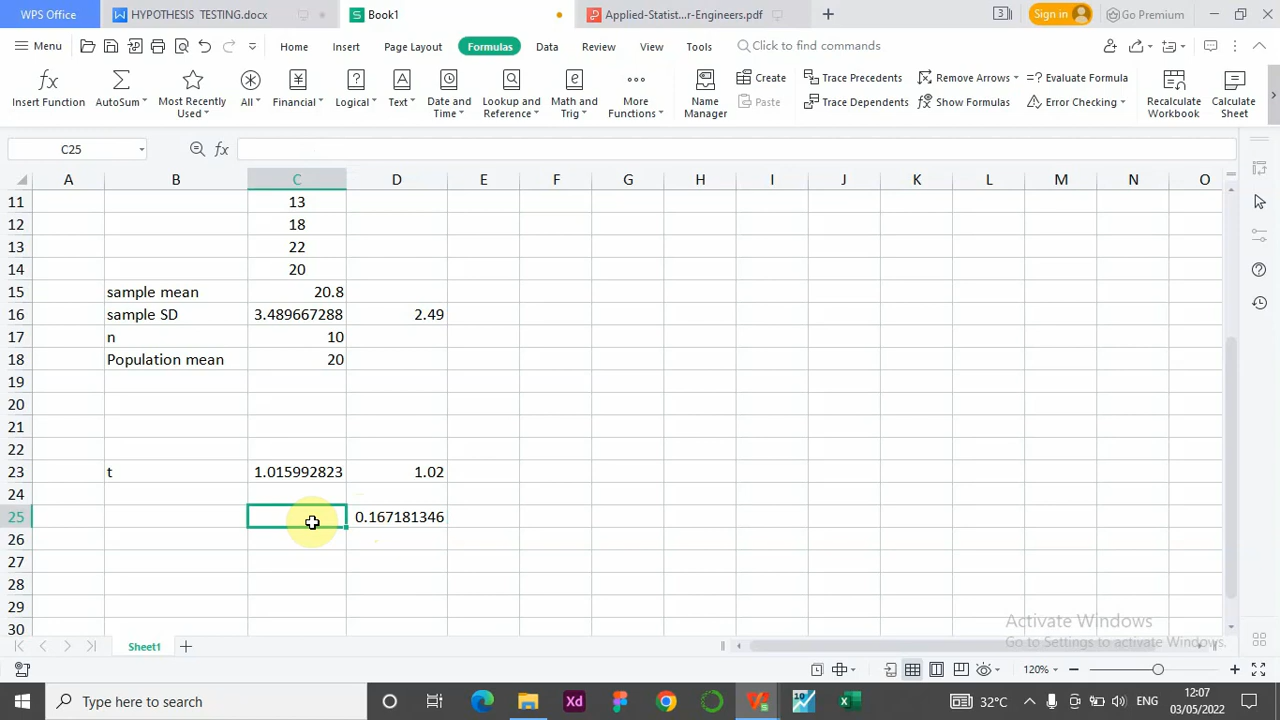 WPS Office
HYPOTHESIS TESTING.docx
Book1
Applied-Statist...r-Engineers.pdf
3
Sign in
Go Premium
Menu
Home
Insert
Page Layout
Formulas
Data
Review
View
Tools
Click to find commands
Insert Function
AutoSum
Most Recently Used
All
Financial
Logical
Text
Date and Time
Lookup and Reference
Math and Trig
More Functions
Name Manager
Create
Paste
Trace Precedents
Trace Dependents
Remove Arrows
Show Formulas
Evaluate Formula
Error Checking
Recalculate Workbook
Calculate Sheet
C25
fx
A B C D E F G H I J K L M N O
11 13
12 18
13 22
14 20
15 sample mean 20.8
16 sample SD 3.489667288 2.49
17 n 10
18 Population mean 20
19
20
21
22
23 t 1.015992823 1.02
24
25 0.167181346
26
27
28
29
30
Activate Windows
Go to Settings to activate Windows.
Sheet1
120%
Type here to search
Xd
10
32°C
ENG
12:07
03/05/2022